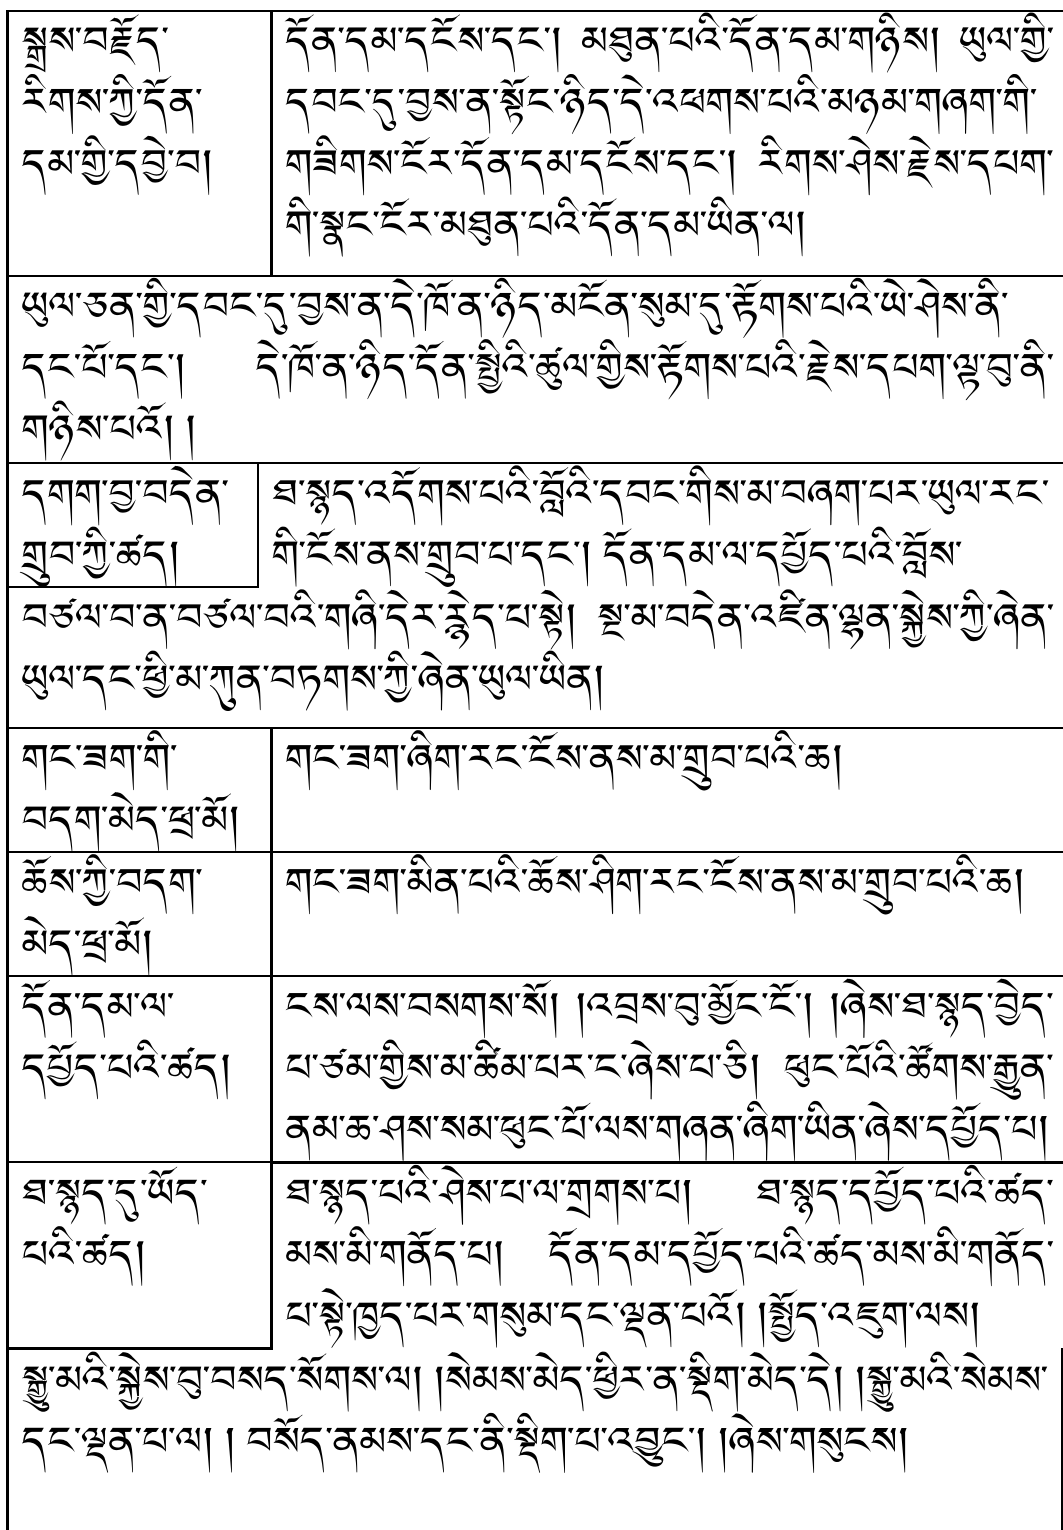 སྒྲས་བརྗོད་
རིགས་ཀྱི་དོན་
དམ་གྱི་དབྱེ་བ།
དོན་དམ་དངོས་དང་། མཐུན་པའི་དོན་དམ་གཉིས། ཡུལ་གྱི་
དབང་དུ་བྱས་ན་སྟོང་ཉིད་དེ་འཕགས་པའི་མཉམ་གཞག་གི་
གཟིགས་ངོར་དོན་དམ་དངོས་དང་། རིགས་ཤེས་རྗེས་དཔག་
གི་སྣང་ངོར་མཐུན་པའི་དོན་དམ་ཡིན་ལ།
ཡུལ་ཅན་གྱི་དབང་དུ་བྱས་ན་དེ་ཁོ་ན་ཉིད་མངོན་སུམ་དུ་རྟོགས་པའི་ཡེ་ཤེས་ནི་
དང་པོ་དང་། དེ་ཁོ་ན་ཉིད་དོན་སྤྱིའི་ཚུལ་གྱིས་རྟོགས་པའི་རྗེས་དཔག་ལྟ་བུ་ནི་
གཉིས་པའོ། །
དགག་བྱ་བདེན་
གྲུབ་ཀྱི་ཚད།
ཐ་སྙད་འདོགས་པའི་བློའི་དབང་གིས་མ་བཞག་པར་ཡུལ་རང་
གི་ངོས་ནས་གྲུབ་པ་དང་། དོན་དམ་ལ་དཔྱོད་པའི་བློས་
བཙལ་བ་ན་བཙལ་བའི་གཞི་དེར་རྙེད་པ་སྟེ། སྔ་མ་བདེན་འཛིན་ལྷན་སྐྱེས་ཀྱི་ཞེན་
ཡུལ་དང་ཕྱི་མ་ཀུན་བཏགས་ཀྱི་ཞེན་ཡུལ་ཡིན།
གང་ཟག་གི་
བདག་མེད་ཕྲ་མོ།
གང་ཟག་ཞིག་རང་ངོས་ནས་མ་གྲུབ་པའི་ཆ།
ཆོས་ཀྱི་བདག་
མེད་ཕྲ་མོ།
གང་ཟག་མིན་པའི་ཆོས་ཤིག་རང་ངོས་ནས་མ་གྲུབ་པའི་ཆ།
དོན་དམ་ལ་
དཔྱོད་པའི་ཚད།
ངས་ལས་བསགས་སོ། །འབྲས་བུ་མྱོང་ངོ་། །ཞེས་ཐ་སྙད་བྱེད་
པ་ཙམ་གྱིས་མ་ཚིམ་པར་ང་ཞེས་པ་ཅི། ཕུང་པོའི་ཚོགས་རྒྱུན་
ནམ་ཆ་ཤས་སམ་ཕུང་པོ་ལས་གཞན་ཞིག་ཡིན་ཞེས་དཔྱོད་པ།
ཐ་སྙད་དུ་ཡོད་
པའི་ཚད།
ཐ་སྙད་པའི་ཤེས་པ་ལ་གྲགས་པ། ཐ་སྙད་དཔྱོད་པའི་ཚད་
མས་མི་གནོད་པ། དོན་དམ་དཔྱོད་པའི་ཚད་མས་མི་གནོད་
པ་སྟེ་ཁྱད་པར་གསུམ་དང་ལྡན་པའོ། །སྤྱོད་འཇུག་ལས།
སྒྱུ་མའི་སྐྱེས་བུ་བསད་སོགས་ལ། །སེམས་མེད་ཕྱིར་ན་སྡིག་མེད་དེ། །སྒྱུ་མའི་སེམས་
དང་ལྡན་པ་ལ། ། བསོད་ནམས་དང་ནི་སྡིག་པ་འབྱུང་། །ཞེས་གསུངས།